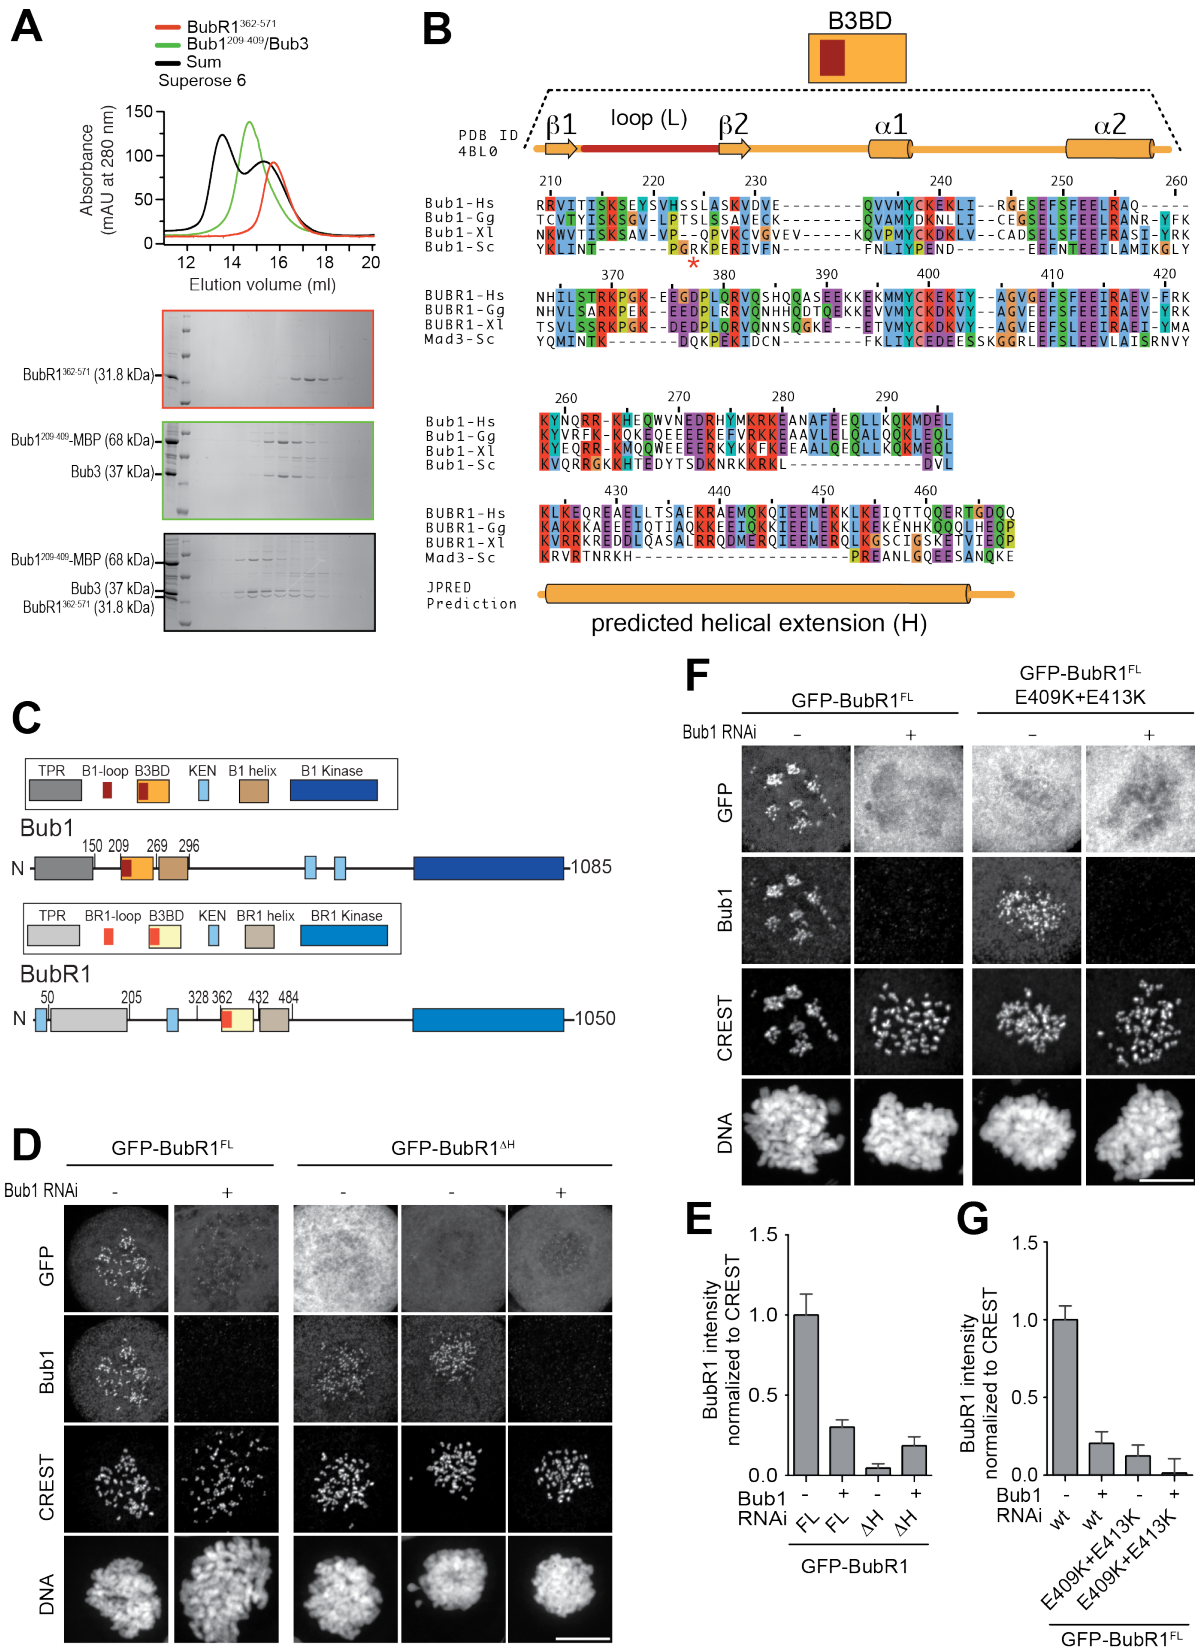 A
BubR1362-571
Bub1209-409/Bub3
Sum
Superose 6
Absorbance
(mAU at 280 nm)
150
100
50
0
12 14 16 18 20
Elution volume (ml)
BubR1362-571 (31.8 kDa)
Bub1209-409-MBP (68 kDa)
Bub3 (37 kDa)
Bub1209-409-MBP (68 kDa)
Bub3 (37 kDa)
BubR1362-571 (31.8 kDa)
B
B3BD
PDB ID
4BL0
β1 loop (L) β2 α1 α2
210 220 230 240 250 260
Bub1-Hs RRVITISKSEYSVHSSLASKVDVE
Bub1-Gg
Bub1-Xl
Bub1-Sc
*
370 380 390 400 410 420
BUBR1-Hs
BUBR1-Gg
BUBR1-Xl
Mad3-Sc
260 270 280 290
Bub1-Hs KYNQRR-KHEQWVNEDRHYMKRKEANAFEEQLLKQKMDEL
Bub1-Gg
Bub1-Xl
Bub1-Sc
430 440 450 460
BUBR1-Hs KLKEQREAELLTSAEKRAEMQKQIEEMEKKLKEIQTTQQERTGDQQ
BUBR1-Gg
BUBR1-Xl
Mad3-Sc
JPRED
Prediction
predicted helical extension (H)
C
TPR B1-loop B3BD KEN B1 helix B1 Kinase
Bub1
150 209 269 296
N 1085
TPR BR1-loop B3BD KEN BR1 helix BR1 Kinase
BubR1
50 205 328 362 432 484
N 1050
D
GFP-BubR1FL GFP-BubR1ΔH
Bub1 RNAi - + - - +
GFP
Bub1
CREST
DNA
F
GFP-BubR1FL
GFP-BubR1FL
E409K+E413K
Bub1 RNAi - + - +
GFP
Bub1
CREST
DNA
E
BubR1 intensity
normalized to CREST
1.5
1.0
0.5
0.0
Bub1
RNAi
- + - +
FL FL ΔH ΔH
GFP-BubR1
G
BubR1 intensity
normalized to CREST
1.5
1.0
0.5
0.0
Bub1
RNAi
- + - +
wt wt E409K+E413K E409K+E413K
GFP-BubR1FL